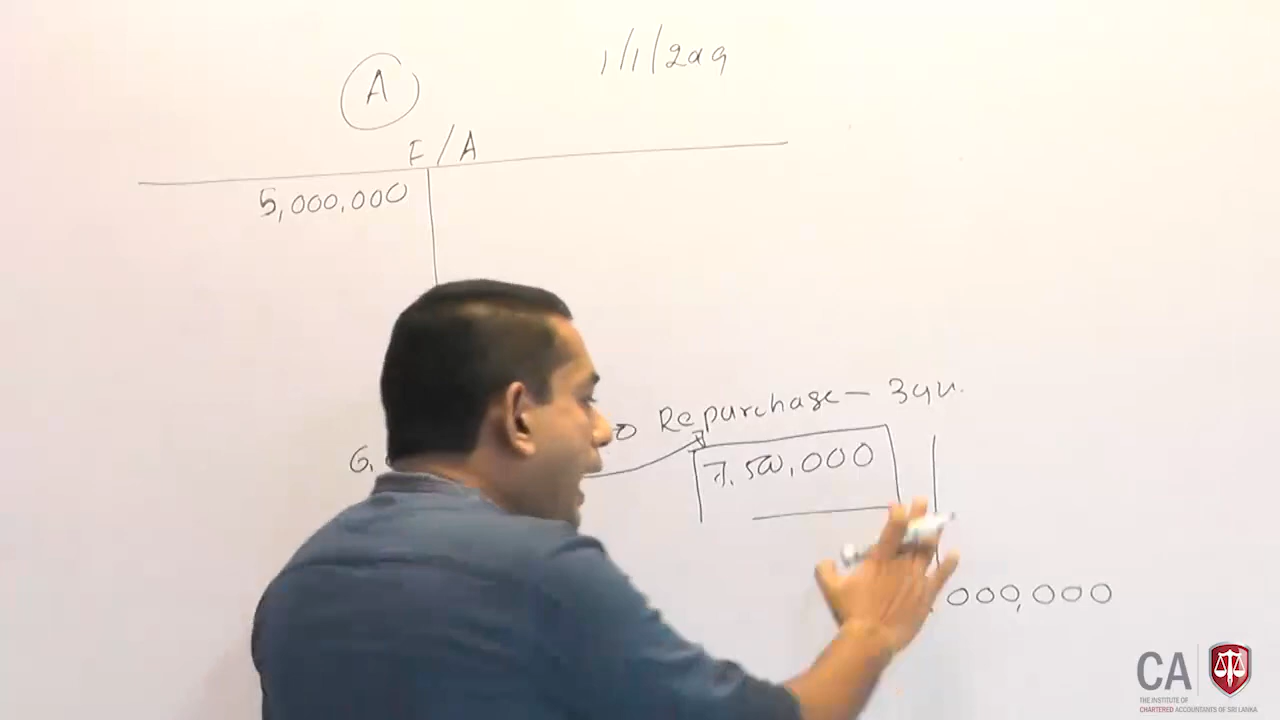 A
1/1/2019
F/A
5,000,000
Repurchase – 3yrs.
7,500,000
000,000
CA
THE INSTITUTE OF
CHARTERED ACCOUNTANTS OF SRI LANKA